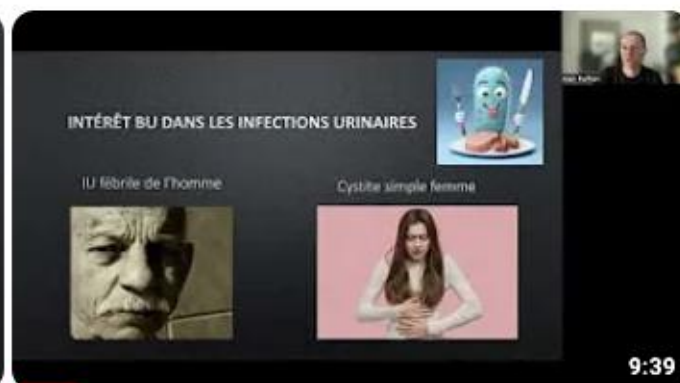 INTÉRÊT BU DANS LES INFECTIONS URINAIRES
IU fébrile de l'homme
Cystite simple femme
9:39